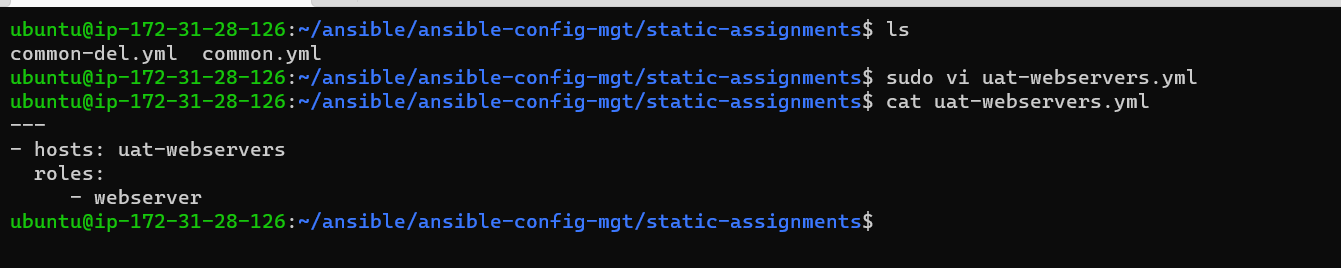 ubuntu@ip-172-31-28-126:~/ansible/ansible-config-mgt/static-assignments$ ls
common-del.yml  common.yml
ubuntu@ip-172-31-28-126:~/ansible/ansible-config-mgt/static-assignments$ sudo vi uat-webservers.yml
ubuntu@ip-172-31-28-126:~/ansible/ansible-config-mgt/static-assignments$ cat uat-webservers.yml
---
- hosts: uat-webservers
  roles:
     - webserver
ubuntu@ip-172-31-28-126:~/ansible/ansible-config-mgt/static-assignments$